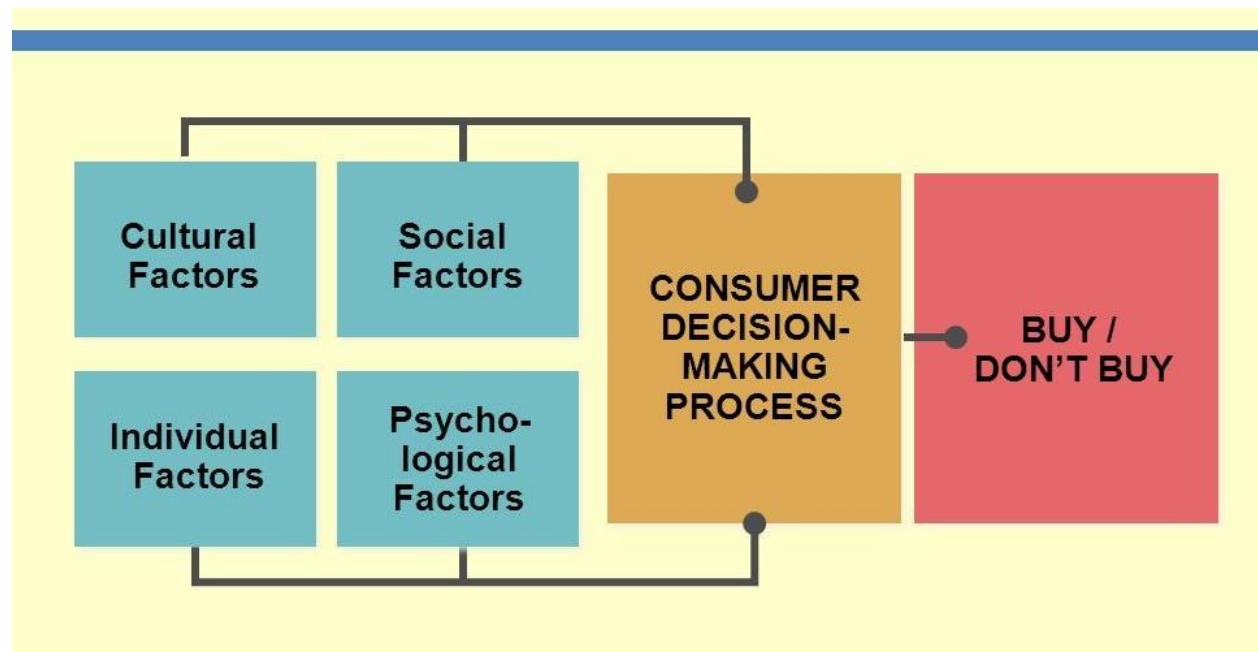 Cultural
Factors
Social
Factors
Individual
Factors
Psycho-
logical
Factors
CONSUMER
DECISION-
MAKING
PROCESS
BUY /
DON’T BUY